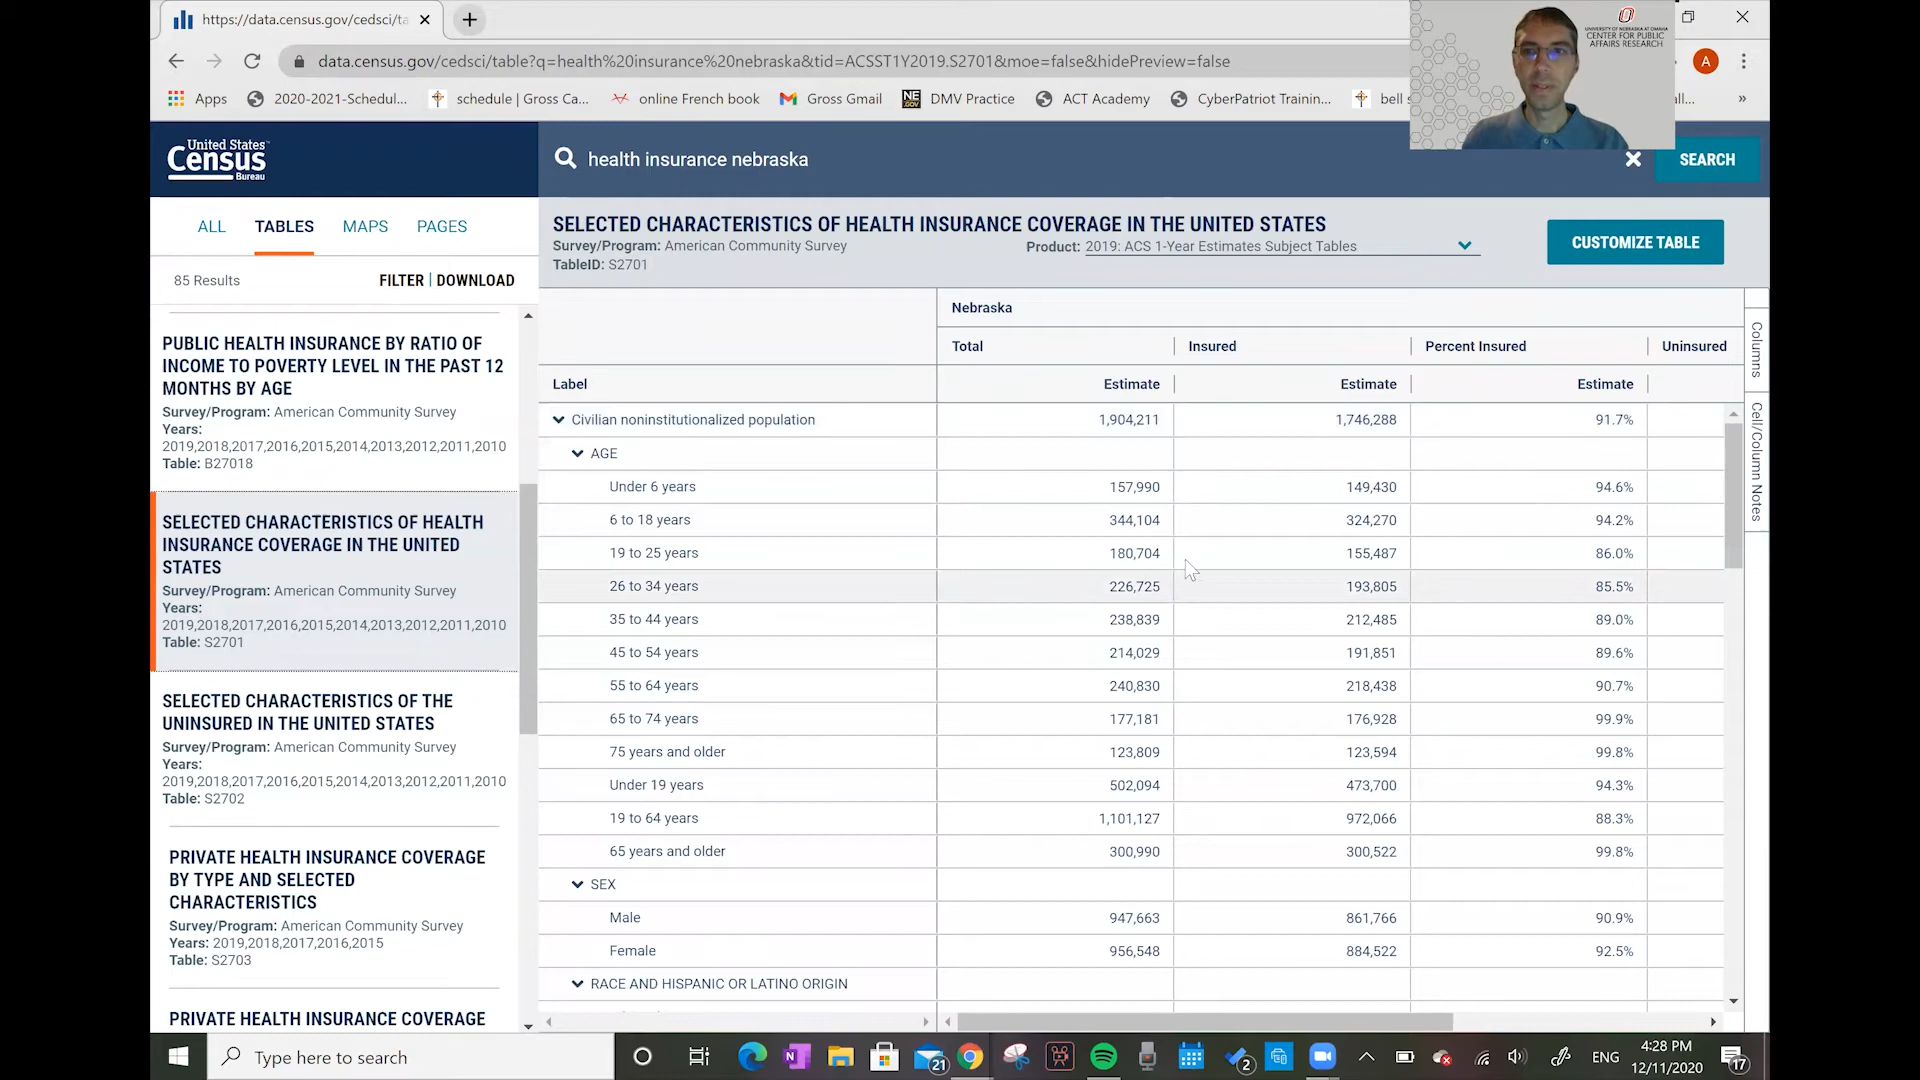 https://data.census.gov/cedsci/ta
data.census.gov/cedsci/table?q=health%20insurance%20nebraska&tid=ACSST1Y2019.S2701&moe=false&hidePreview=false
A
Apps
2020-2021-Schedul...
schedule | Gross Ca...
online French book
Gross Gmail
DMV Practice
ACT Academy
CyberPatriot Trainin...
bell s
all...
»
UNIVERSITY OF NEBRASKA AT OMAHA
CENTER FOR PUBLIC
AFFAIRS RESEARCH
United States
Census
Bureau
health insurance nebraska
SEARCH
ALL
TABLES
MAPS
PAGES
85 Results
FILTER | DOWNLOAD
PUBLIC HEALTH INSURANCE BY RATIO OF
INCOME TO POVERTY LEVEL IN THE PAST 12
MONTHS BY AGE
Survey/Program: American Community Survey
Years:
2019,2018,2017,2016,2015,2014,2013,2012,2011,2010
Table: B27018
SELECTED CHARACTERISTICS OF HEALTH
INSURANCE COVERAGE IN THE UNITED
STATES
Survey/Program: American Community Survey
Years:
2019,2018,2017,2016,2015,2014,2013,2012,2011,2010
Table: S2701
SELECTED CHARACTERISTICS OF THE
UNINSURED IN THE UNITED STATES
Survey/Program: American Community Survey
Years:
2019,2018,2017,2016,2015,2014,2013,2012,2011,2010
Table: S2702
PRIVATE HEALTH INSURANCE COVERAGE
BY TYPE AND SELECTED
CHARACTERISTICS
Survey/Program: American Community Survey
Years: 2019,2018,2017,2016,2015
Table: S2703
PRIVATE HEALTH INSURANCE COVERAGE
SELECTED CHARACTERISTICS OF HEALTH INSURANCE COVERAGE IN THE UNITED STATES
Survey/Program: American Community Survey
TableID: S2701
Product: 2019: ACS 1-Year Estimates Subject Tables
CUSTOMIZE TABLE
Nebraska
Total Insured Percent Insured Uninsured
Label Estimate Estimate Estimate
Civilian noninstitutionalized population 1,904,211 1,746,288 91.7%
AGE
Under 6 years 157,990 149,430 94.6%
6 to 18 years 344,104 324,270 94.2%
19 to 25 years 180,704 155,487 86.0%
26 to 34 years 226,725 193,805 85.5%
35 to 44 years 238,839 212,485 89.0%
45 to 54 years 214,029 191,851 89.6%
55 to 64 years 240,830 218,438 90.7%
65 to 74 years 177,181 176,928 99.9%
75 years and older 123,809 123,594 99.8%
Under 19 years 502,094 473,700 94.3%
19 to 64 years 1,101,127 972,066 88.3%
65 years and older 300,990 300,522 99.8%
SEX
Male 947,663 861,766 90.9%
Female 956,548 884,522 92.5%
RACE AND HISPANIC OR LATINO ORIGIN
Columns
Cell/Column Notes
Type here to search
21
2
ENG
4:28 PM
12/11/2020
17